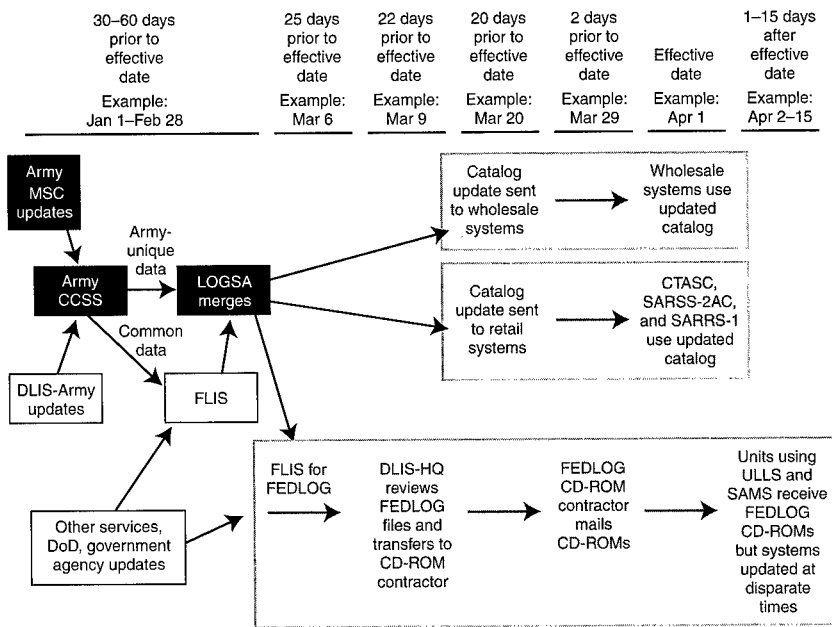 30–60 days
prior to
effective
date
Example:
Jan 1–Feb 28
25 days
prior to
effective
date
Example:
Mar 6
22 days
prior to
effective
date
Example:
Mar 9
20 days
prior to
effective
date
Example:
Mar 20
2 days
prior to
effective
date
Example:
Mar 29
Effective
date
Example:
Apr 1
1–15 days
after
effective
date
Example:
Apr 2–15
Army
MSC
updates
Army
CCSS
Army-
unique
data
LOGSA
merges
Common
data
DLIS-Army
updates
FLIS
Other services,
DoD, government
agency updates
Catalog
update sent
to wholesale
systems
Wholesale
systems use
updated
catalog
Catalog
update sent
to retail
systems
CTASC,
SARSS-2AC,
and SARRS-1
use updated
catalog
FLIS for
FEDLOG
DLIS-HQ
reviews
FEDLOG
files and
transfers to
CD-ROM
contractor
FEDLOG
CD-ROM
contractor
mails
CD-ROMs
Units using
ULLS and
SAMS receive
FEDLOG
CD-ROMs
but systems
updated at
disparate
times